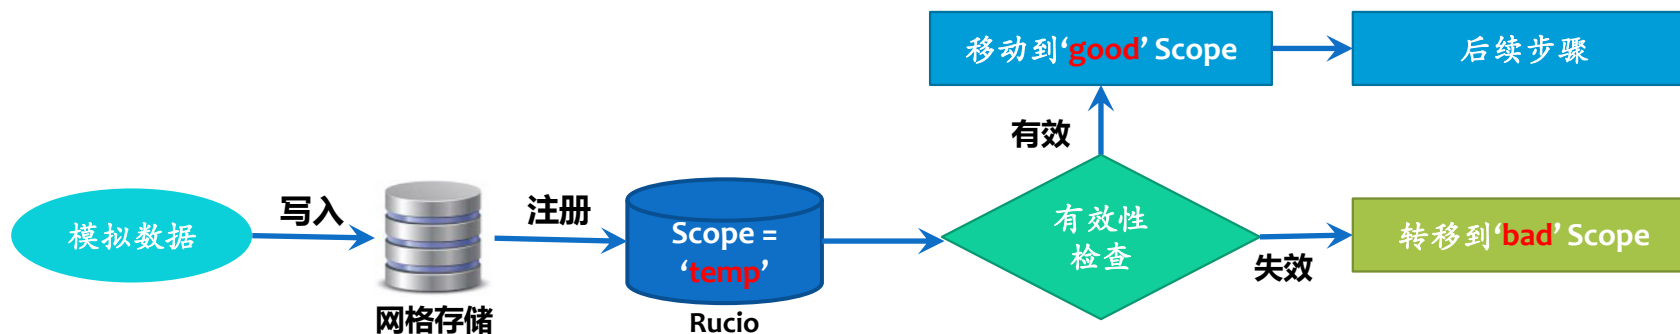 移动到‘good’ Scope
后续步骤
有效
模拟数据
写入
网格存储
注册
Scope =
‘temp’
Rucio
有效性
检查
失效
转移到‘bad’ Scope